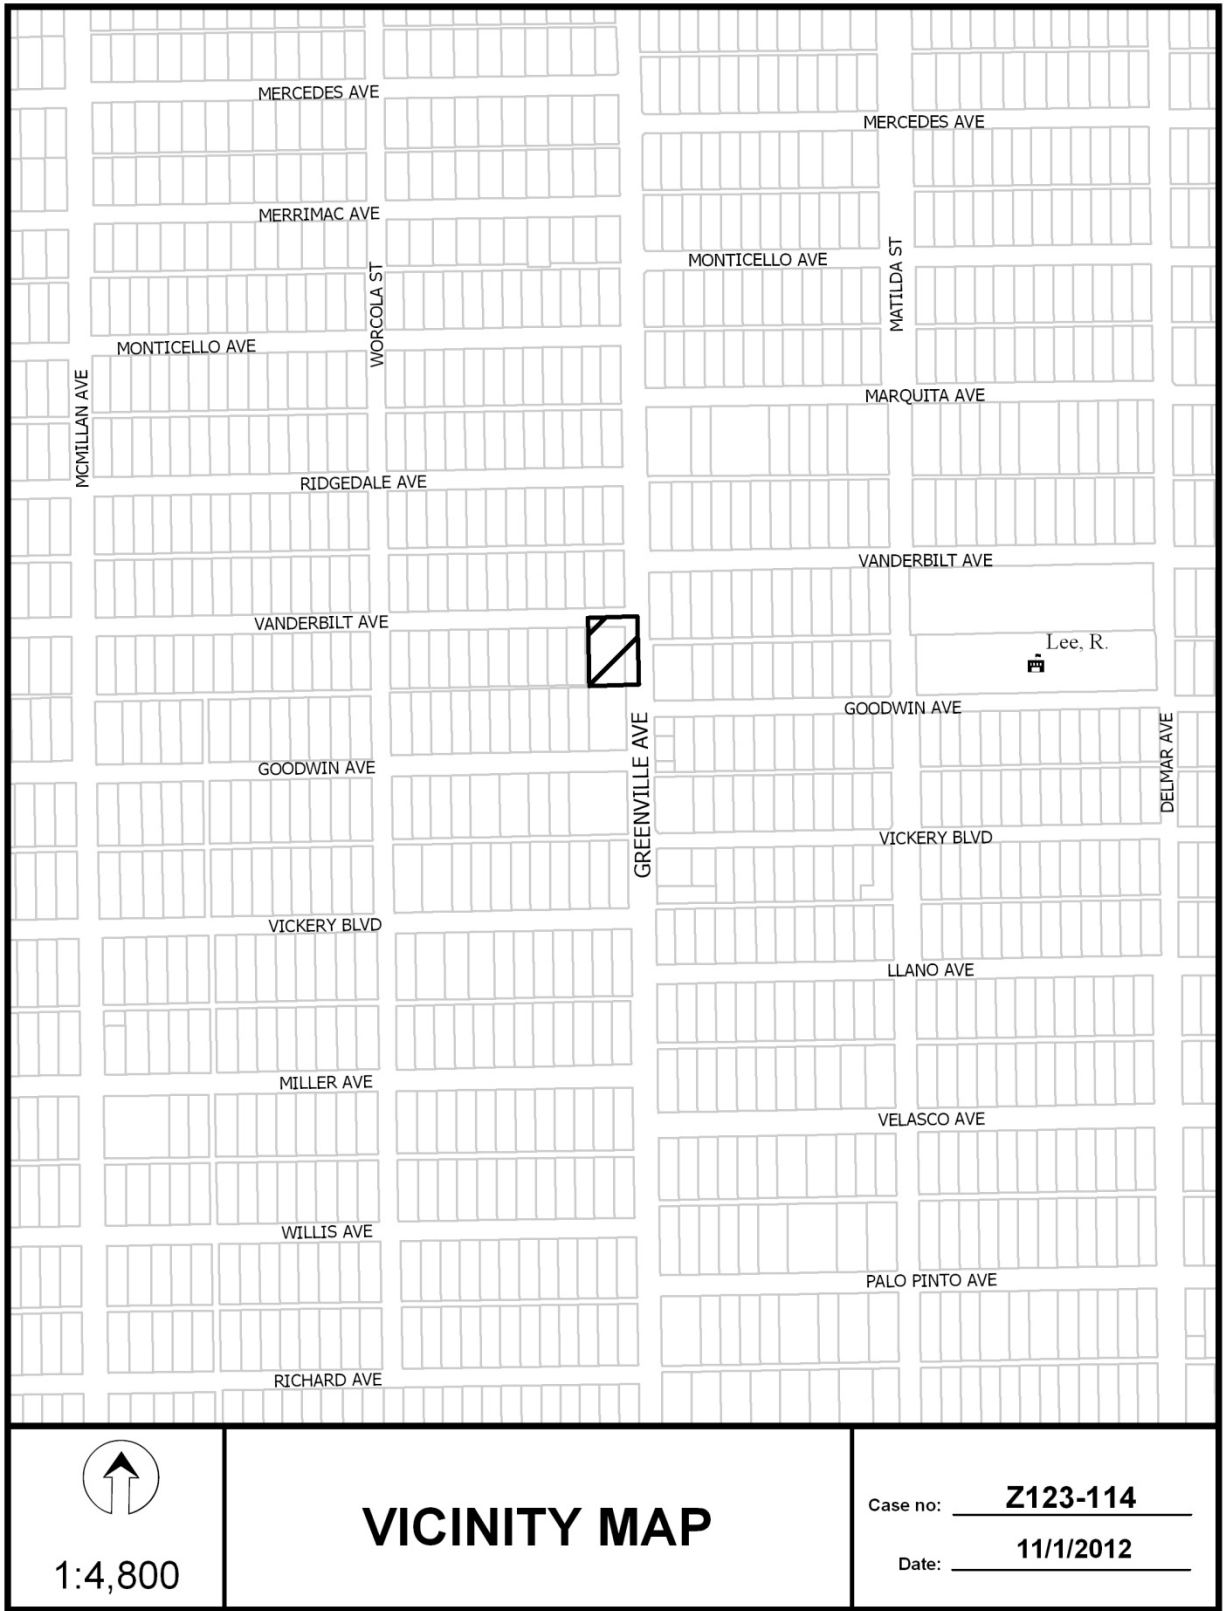 MERCEDES AVE
MERCEDES AVE
MERRIMAC AVE
MONTICELLO AVE
MATILDA ST
WORCOLA ST
MONTICELLO AVE
MCMILLAN AVE
MARQUITA AVE
RIDGEDALE AVE
VANDERBILT AVE
VANDERBILT AVE
Lee, R.
GOODWIN AVE
GREENVILLE AVE
DELMAR AVE
GOODWIN AVE
VICKERY BLVD
VICKERY BLVD
LLANO AVE
MILLER AVE
VELASCO AVE
WILLIS AVE
PALO PINTO AVE
RICHARD AVE
1:4,800
VICINITY MAP
Case no: Z123-114
Date: 11/1/2012